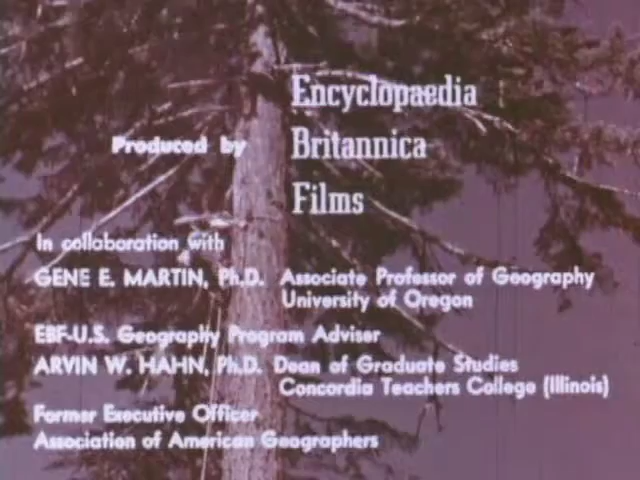 Produced by Encyclopaedia
Britannica
Films
In collaboration with
GENE E. MARTIN, Ph.D. Associate Professor of Geography
University of Oregon
EBF-U.S. Geography Program Adviser
ARVIN W. HAHN, Ph.D. Dean of Graduate Studies
Concordia Teachers College (Illinois)
Former Executive Officer
Association of American Geographers